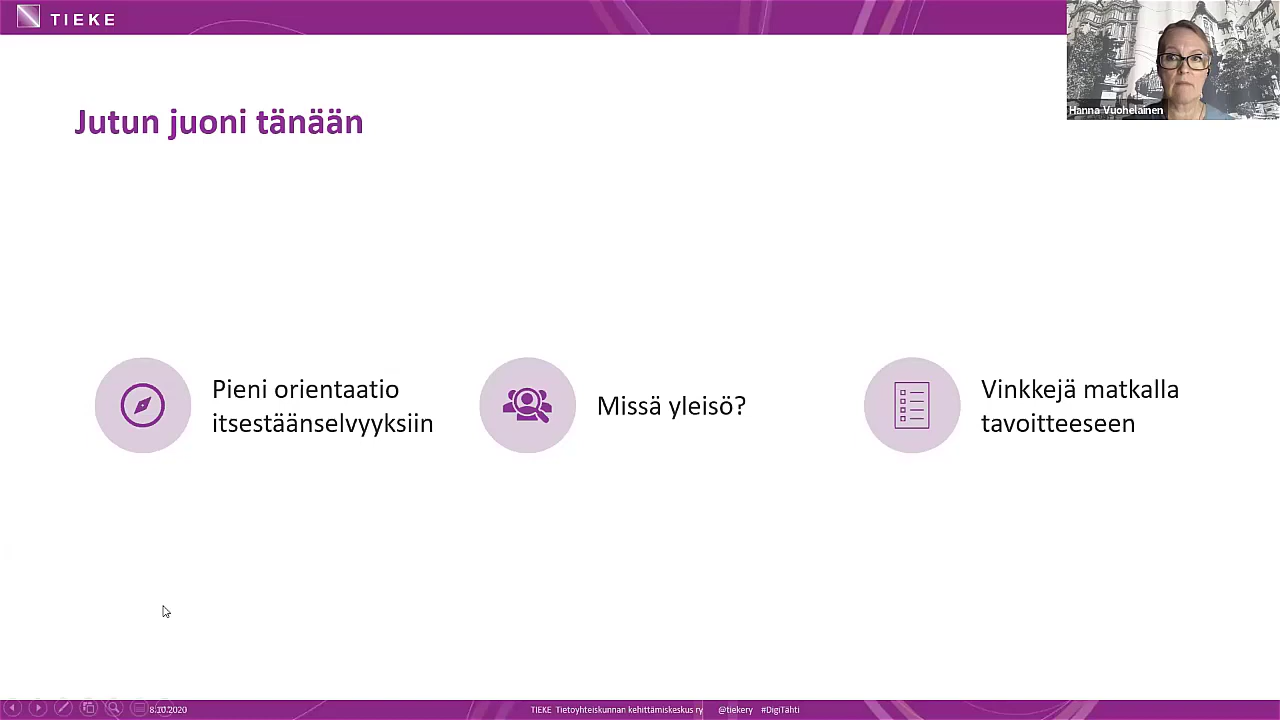 TIEKE
Hanna Vuohelainen
Jutun juoni tänään
Pieni orientaatio
itsestäänselvyyksiin
Missä yleisö?
Vinkkejä matkalla
tavoitteeseen
8.10.2020
TIEKE Tietoyhteiskunnan kehittämiskeskus ry @tiekery #DigiTähti